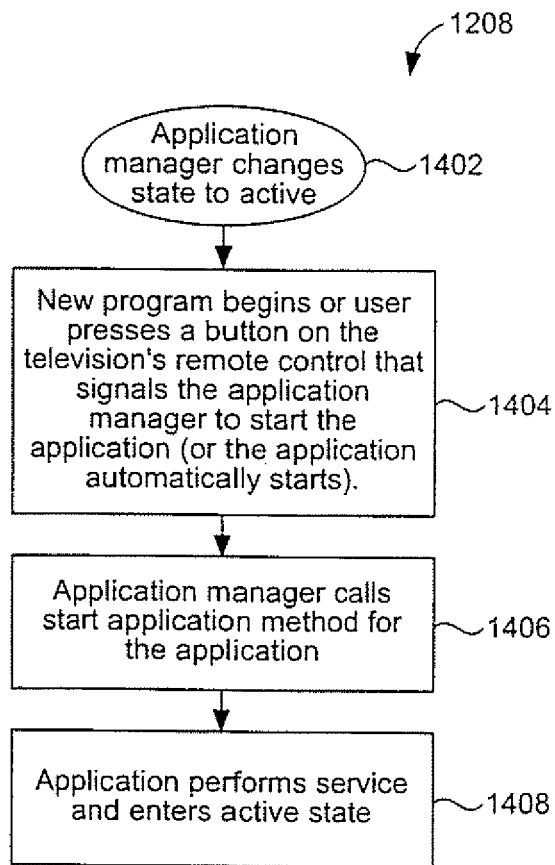 1208
Application
manager changes
state to active
1402
New program begins or user
presses a button on the
television's remote control that
signals the application
manager to start the
application (or the application
automatically starts).
1404
Application manager calls
start application method for
the application
1406
Application performs service
and enters active state
1408